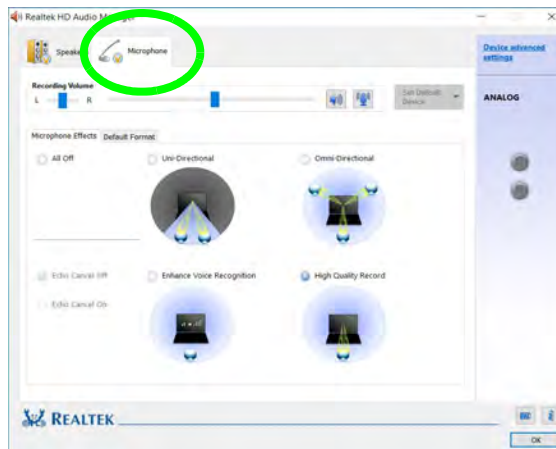 Realtek HD Audio Manager
Speake
Microphone
Device advanced
settings
Recording Volume
L R
Set Default
Device
ANALOG
Microphone Effects Default Format
All Off Uni-Directional Omni-Directional
Echo Cancel Off Enhance Voice Recognition High Quality Record
Echo Cancel On
REALTEK
OK